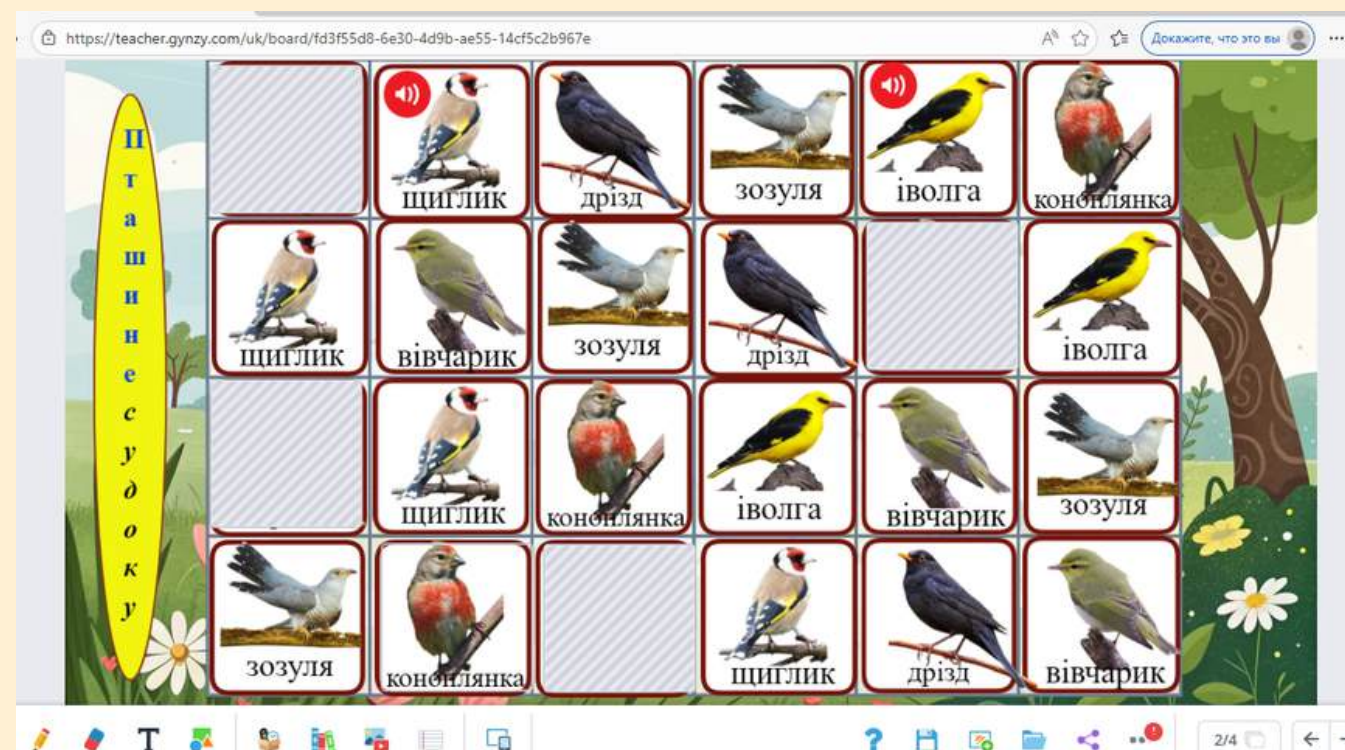 https://teacher.gynzy.com/uk/board/fd3f55d8-6e30-4d9b-ae55-14cf5c2b967e
Докажите, что это вы
Пташине судоку
щиглик дрізд зозуля іволга коноплянка
щиглик вівчарик зозуля дрізд іволга
щиглик коноплянка іволга вівчарик зозуля
зозуля коноплянка щиглик дрізд вівчарик
T ? 2/4